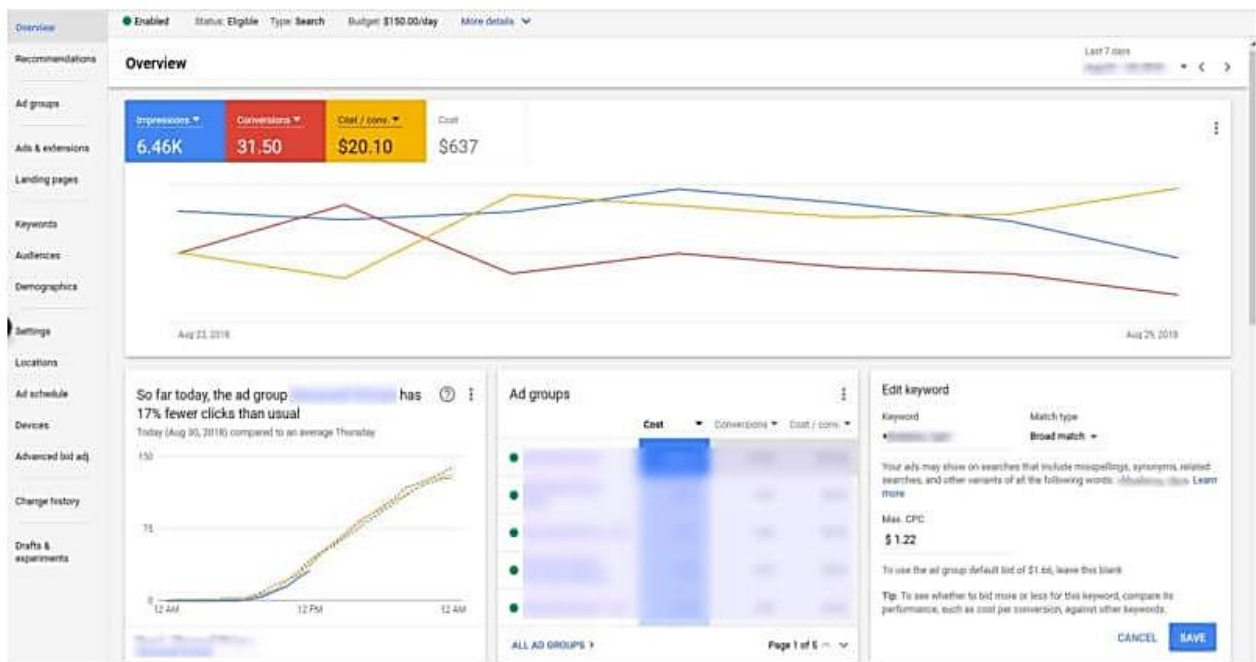 Enabled Status: Eligible Type: Search Budget: $150.00/day More details
Overview
Recommendations
Ad groups
Ads & extensions
Landing pages
Keywords
Audiences
Demographics
Settings
Locations
Ad schedule
Devices
Advanced bid adj.
Change history
Drafts &
experiments
Overview
Last 7 days
Impressions Conversions Cost / conv. Cost
6.46K 31.50 $20.10 $637
Aug 23, 2018 Aug 29, 2018
So far today, the ad group has
17% fewer clicks than usual
Today (Aug 30, 2018) compared to an average Thursday
150
75
0
12 AM 12 PM 12 AM
Ad groups
Cost Conversions Cost / conv.
ALL AD GROUPS Page 1 of 5
Edit keyword
Keyword Match type
Broad match
Your ads may show on searches that include misspellings, synonyms, related
searches, and other variants of all the following words: Learn
more
Max. CPC
$ 1.22
To use the ad group default bid of $1.66, leave this blank
Tip: To see whether to bid more or less for this keyword, compare its
performance, such as cost per conversion, against other keywords.
CANCEL SAVE